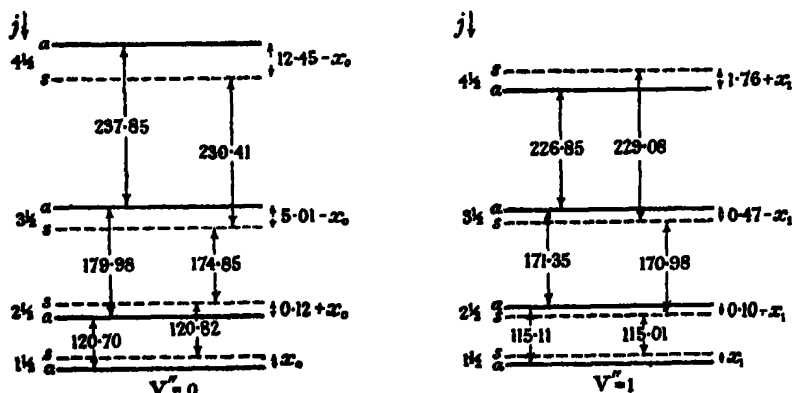 j↓
a
4½
s
12·45-x₀
237·85
230·41
a
3½
s
5·01-x₀
179·98
174·85
s
2½
a
0·12+x₀
120·70
120·82
s
1½
a
x₀
V″=0
j↓
s
4½
a
1·76+x₁
226·85
229·08
a
3½
s
0·47-x₁
171·35
170·98
a
2½
s
0·10-x₁
115·11
115·01
s
1½
a
x₁
V″=1